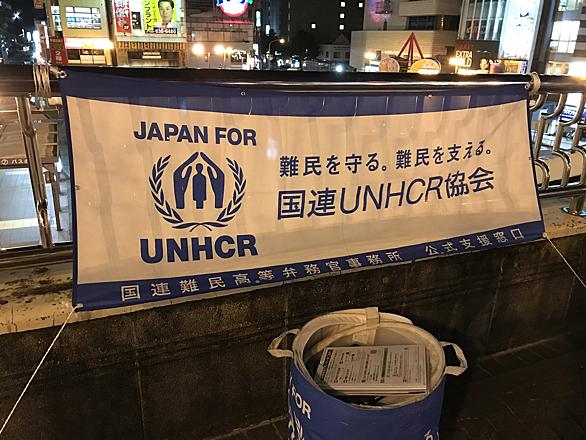 JAPAN FOR
UNHCR
難民を守る。難民を支える。
国連UNHCR協会
国連難民高等弁務官事務所 公式支援窓口
EXTRA
FOR